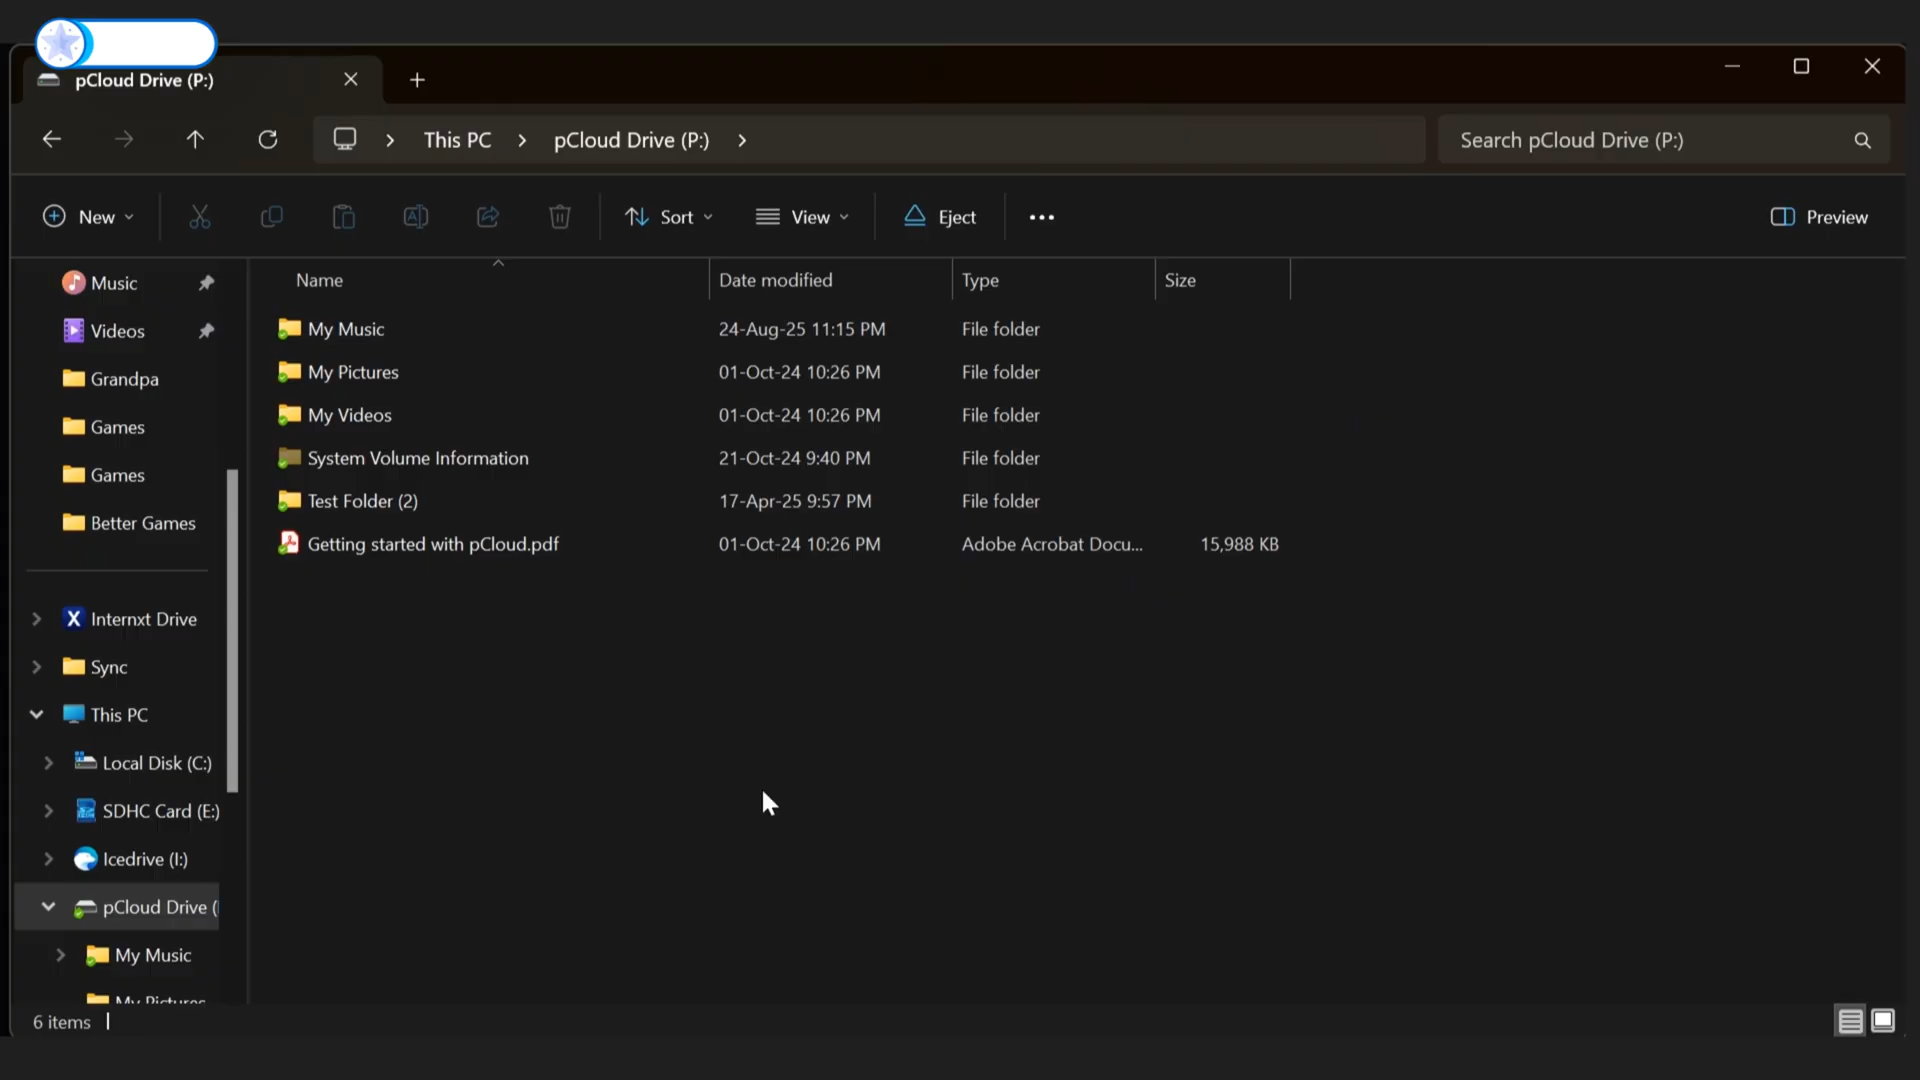 pCloud Drive (P:)
This PC
pCloud Drive (P:)
Search pCloud Drive (P:)
New
Sort
View
Eject
Preview
Name
Date modified
Type
Size
Music
Videos
Grandpa
Games
Games
Better Games
Internxt Drive
Sync
This PC
Local Disk (C:)
SDHC Card (E:)
Icedrive (I:)
pCloud Drive (
My Music
My Pictures
My Music 24-Aug-25 11:15 PM File folder
My Pictures 01-Oct-24 10:26 PM File folder
My Videos 01-Oct-24 10:26 PM File folder
System Volume Information 21-Oct-24 9:40 PM File folder
Test Folder (2) 17-Apr-25 9:57 PM File folder
Getting started with pCloud.pdf 01-Oct-24 10:26 PM Adobe Acrobat Docu... 15,988 KB
6 items